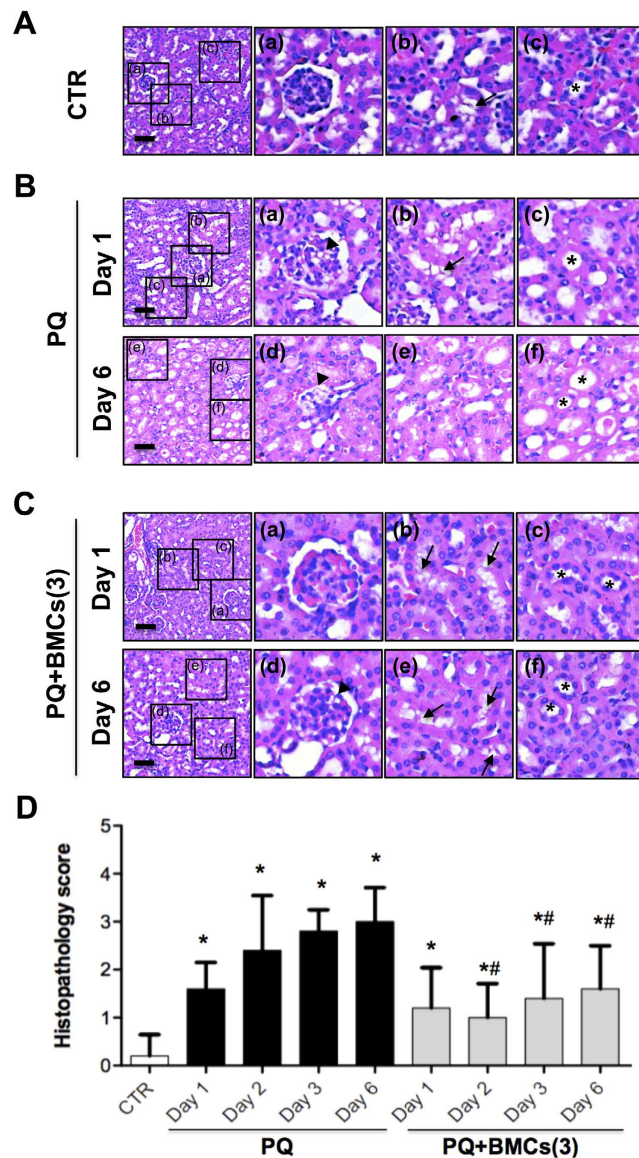 A
CTR
(a)
(b)
(c)
(a)
(b)
(c)
*
B
PQ
Day 1
(a)
(b)
(c)
(a)
(b)
(c)
*
Day 6
(d)
(e)
(f)
(d)
(e)
(f)
*
*
C
PQ+BMCs(3)
Day 1
(a)
(b)
(c)
(a)
(b)
(c)
* *
Day 6
(d)
(e)
(f)
(d)
(e)
(f)
*
*
D
Histopathology score
5
4
3
2
1
0
* * * * * *# *# *#
CTR Day 1 Day 2 Day 3 Day 6 Day 1 Day 2 Day 3 Day 6
PQ PQ+BMCs(3)